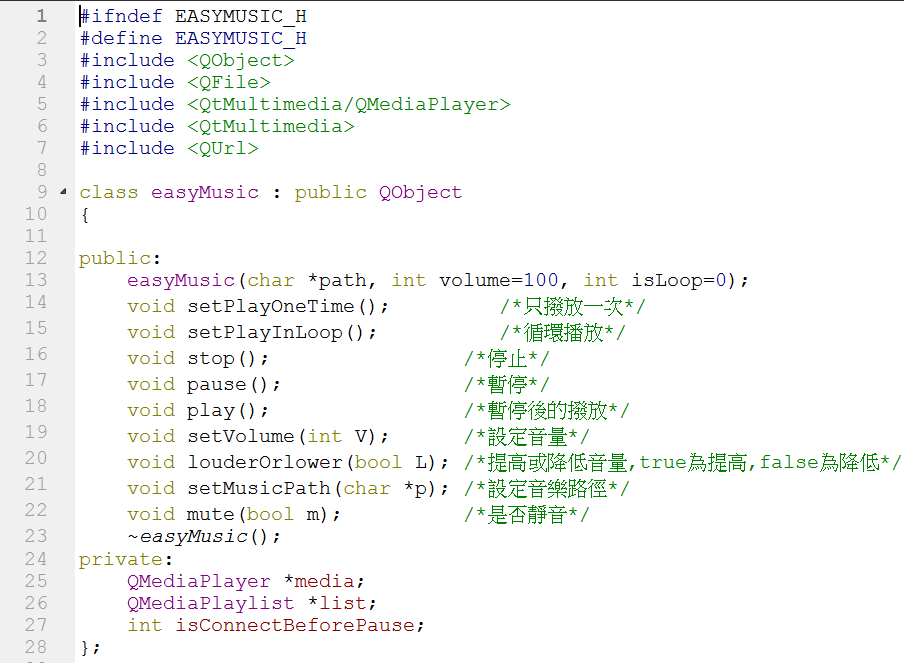 1 #ifndef EASYMUSIC_H
2 #define EASYMUSIC_H
3 #include <QObject>
4 #include <QFile>
5 #include <QtMultimedia/QMediaPlayer>
6 #include <QtMultimedia>
7 #include <QUrl>
8
9 class easyMusic : public QObject
10 {
11
12 public:
13     easyMusic(char *path, int volume=100, int isLoop=0);
14     void setPlayOneTime();         /*只撥放一次*/
15     void setPlayInLoop();          /*循環播放*/
16     void stop();                /*停止*/
17     void pause();               /*暫停*/
18     void play();                /*暫停後的撥放*/
19     void setVolume(int V);      /*設定音量*/
20     void louderOrlower(bool L); /*提高或降低音量,true為提高,false為降低*/
21     void setMusicPath(char *p); /*設定音樂路徑*/
22     void mute(bool m);          /*是否靜音*/
23     ~easyMusic();
24 private:
25     QMediaPlayer *media;
26     QMediaPlaylist *list;
27     int isConnectBeforePause;
28 };